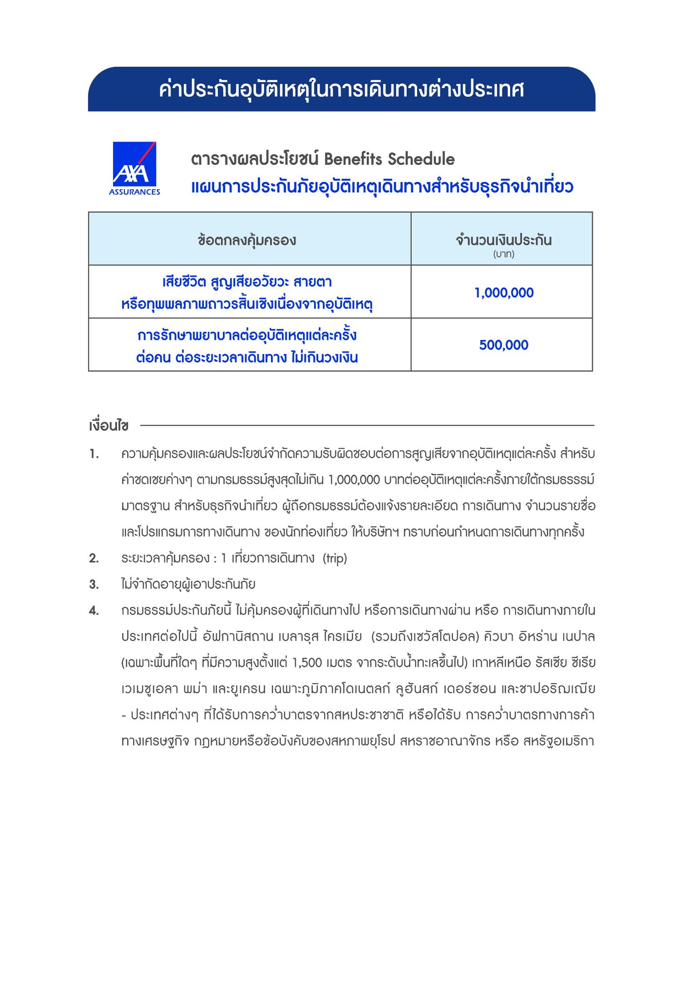 ค่าประกันอุบัติเหตุในการเดินทางต่างประเทศ
AXA
ASSURANCES
ตารางผลประโยชน์ Benefits Schedule
แผนการประกันภัยอุบัติเหตุเดินทางสำหรับธุรกิจนำเที่ยว
ข้อตกลงคุ้มครอง
จำนวนเงินประกัน
(บาท)
เสียชีวิต สูญเสียอวัยวะ สายตา
หรือทุพพลภาพถาวรสิ้นเชิงเนื่องจากอุบัติเหตุ
1,000,000
การรักษาพยาบาลต่ออุบัติเหตุแต่ละครั้ง
ต่อคน ต่อระยะเวลาเดินทาง ไม่เกินวงเงิน
500,000
เงื่อนไข
1. ความคุ้มครองและผลประโยชน์จำกัดความรับผิดชอบต่อการสูญเสียจากอุบัติเหตุแต่ละครั้ง สำหรับ
ค่าชดเชยค่างๆ ตามกรมธรรม์สูงสุดไม่เกิน 1,000,000 บาทต่ออุบัติเหตุแต่ละครั้งภายใต้กรมธรรรม์
มาตรฐาน สำหรับธุรกิจนำเที่ยว ผู้ถือกรมธรรม์ต้องแจ้งรายละเอียด การเดินทาง จำนวนรายชื่อ
และโปรแกรมการทางเดินทาง ของนักท่องเที่ยว ให้บริษัทฯ ทราบก่อนกำหนดการเดินทางทุกครั้ง
2. ระยะเวลาคุ้มครอง : 1 เที่ยวการเดินทาง (trip)
3. ไม่จำกัดอายุผู้เอาประกันภัย
4. กรมธรรม์ประกันภัยนี้ ไม่คุ้มครองผู้ที่เดินทางไป หรือการเดินทางผ่าน หรือ การเดินทางภายใน
ประเทศต่อไปนี้ อัฟกานิสถาน เบลารุส ไครเมีย (รวมถึงเซวัสโตปอล) คิวบา อิหร่าน เนปาล
(เฉพาะพื้นที่ใดๆ ที่มีความสูงตั้งแต่ 1,500 เมตร จากระดับน้ำทะเลขึ้นไป) เกาหลีเหนือ รัสเซีย ซีเรีย
เวเมซูเอลา พม่า และยูเครน เฉพาะภูมิภาคโดเนตลก์ ลูฮันสก์ เดอร์ซอน และซาปอริฌเฌีย
- ประเทศต่างๆ ที่ได้รับการคว่ำบาตรจากสหประชาชาติ หรือได้รับ การคว่ำบาตรทางการค้า
ทางเศรษฐกิจ กฎหมายหรือข้อบังคับของสหภาพยุโรป สหราชอาณาจักร หรือ สหรัฐอเมริกา